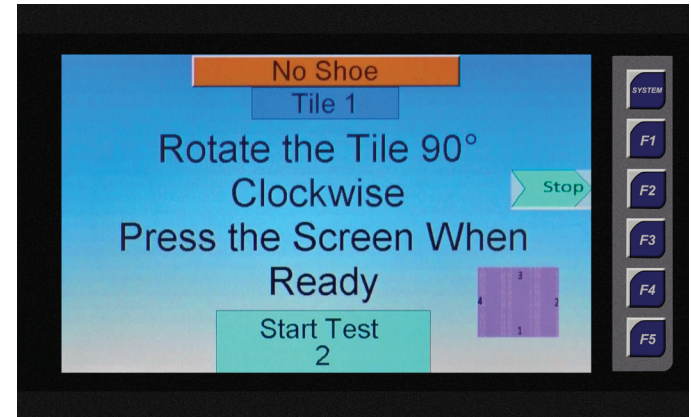 No Shoe
Tile 1
Rotate the Tile 90°
Clockwise
Press the Screen When
Ready
Stop
3
4 2
1
Start Test
2
SYSTEM
F1
F2
F3
F4
F5